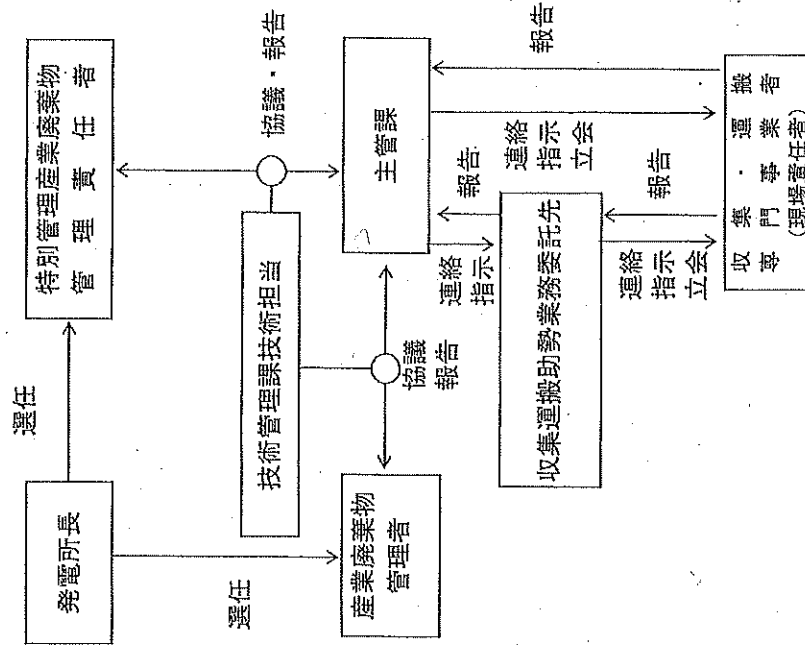 発電所長
選任
特別管理産業廃棄物
管理責任者
選任
技術管理課技術担当
協議・報告
産業廃棄物
管理者
協議
報告
主管課
連絡
指示
報告
連絡
指示
立会
報告
収集運搬助勢業務委託先
連絡
指示
立会
報告
収集・運搬
専門事業者
(現場責任者)